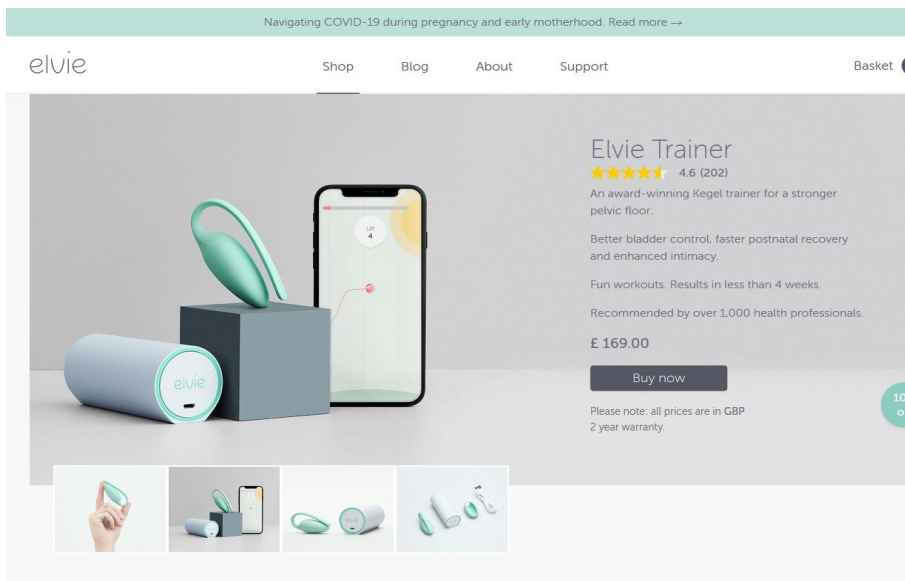 Navigating COVID-19 during pregnancy and early motherhood. Read more →
elvie
Shop Blog About Support Basket
Elvie Trainer
4.6 (202)
An award-winning Kegel trainer for a stronger
pelvic floor.
Better bladder control, faster postnatal recovery
and enhanced intimacy.
Fun workouts. Results in less than 4 weeks.
Recommended by over 1,000 health professionals.
£ 169.00
Buy now
Please note: all prices are in GBP
2 year warranty.
Lift
4
elvie
10